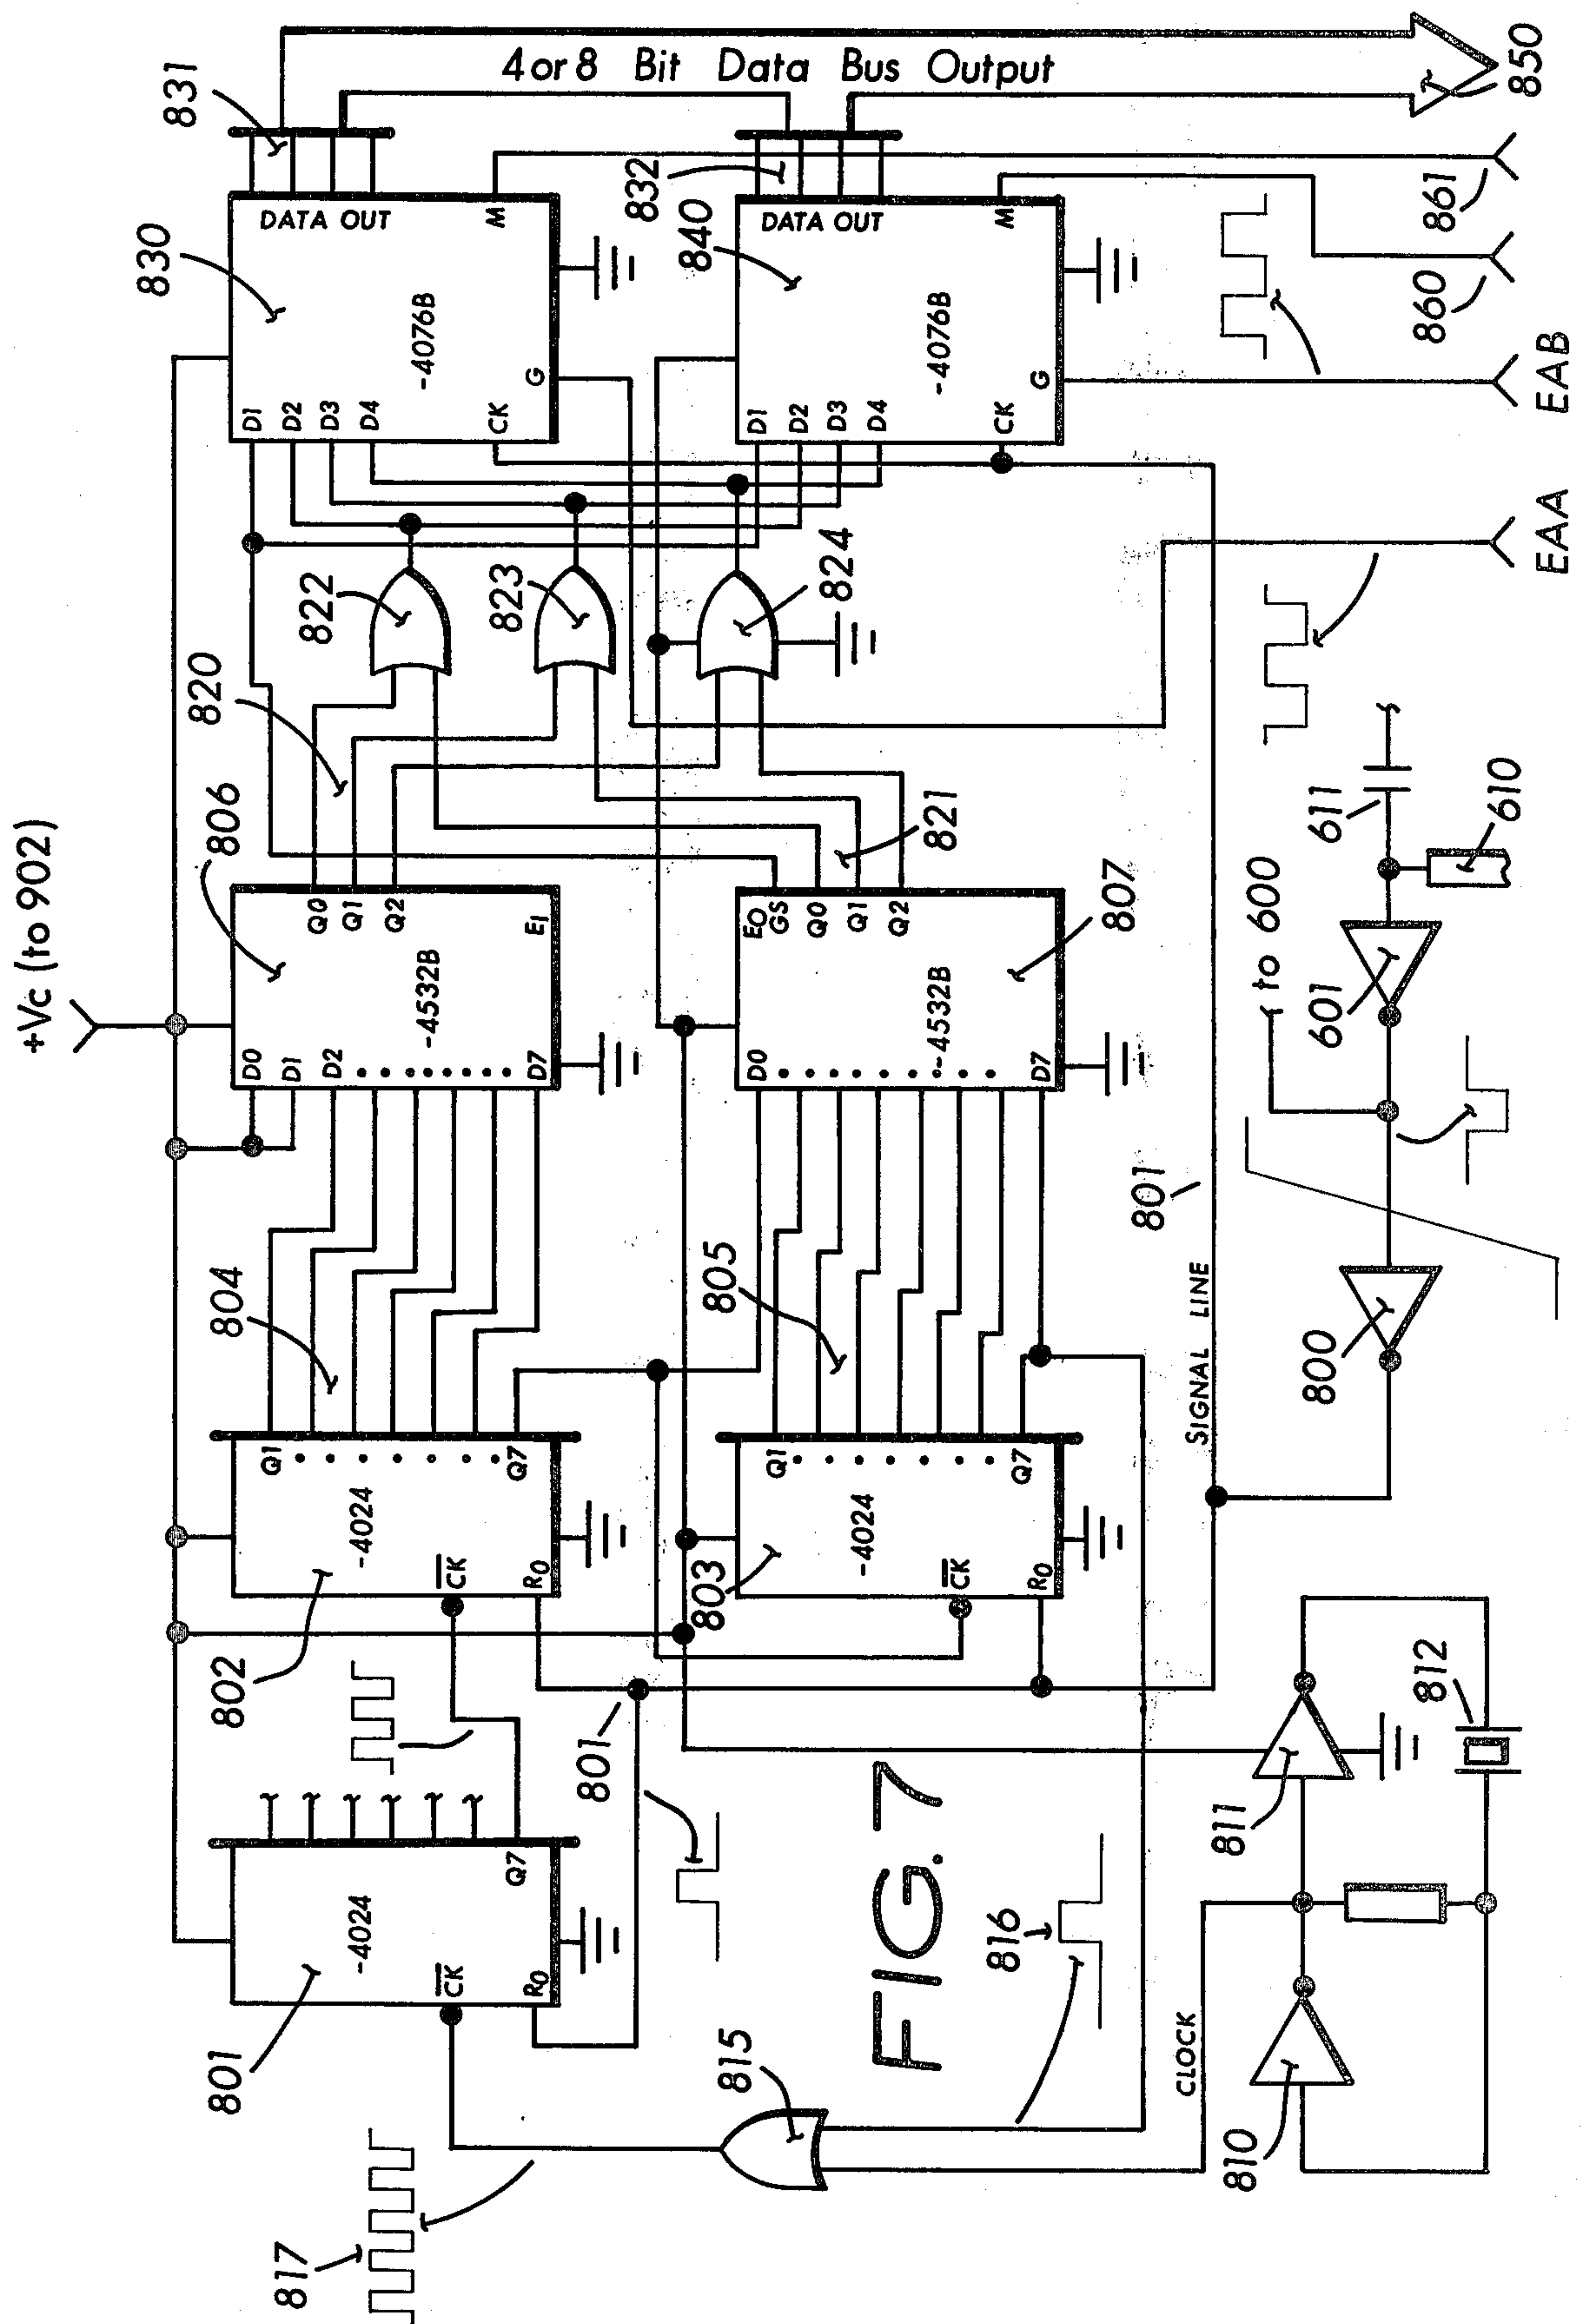 +Vc (to 902)
4 or 8 Bit Data Bus Output
831
830
DATA OUT
M
-4076B
D1
D2
D3
D4
CK
G
832
840
DATA OUT
M
-4076B
D1
D2
D3
D4
CK
G
850
861
860
EAB
EAA
820
822
823
824
821
806
Q0
Q1
Q2
E1
-4532B
D0
D1
D2
D7
807
EO
GS
Q0
Q1
Q2
-4532B
D0
D7
804
805
802
Q1
Q7
-4024
CK
R0
803
Q1
Q7
-4024
CK
R0
801
Q7
-4024
CK
R0
801
801
SIGNAL LINE
800
601
to 600
611
610
817
815
816
FIG. 7
CLOCK
810
811
812